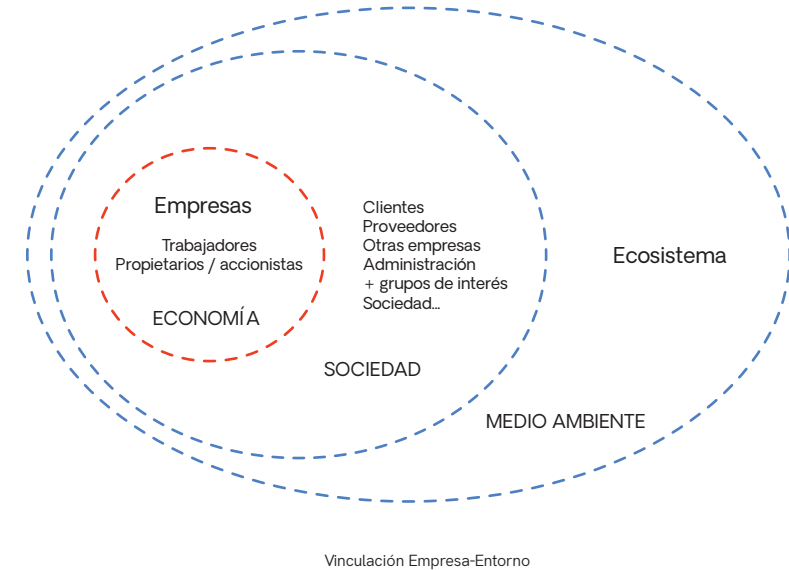 Empresas
Trabajadores
Propietarios / accionistas
ECONOMÍA
Clientes
Proveedores
Otras empresas
Administración
+ grupos de interés
Sociedad...
SOCIEDAD
Ecosistema
MEDIO AMBIENTE
Vinculación Empresa-Entorno